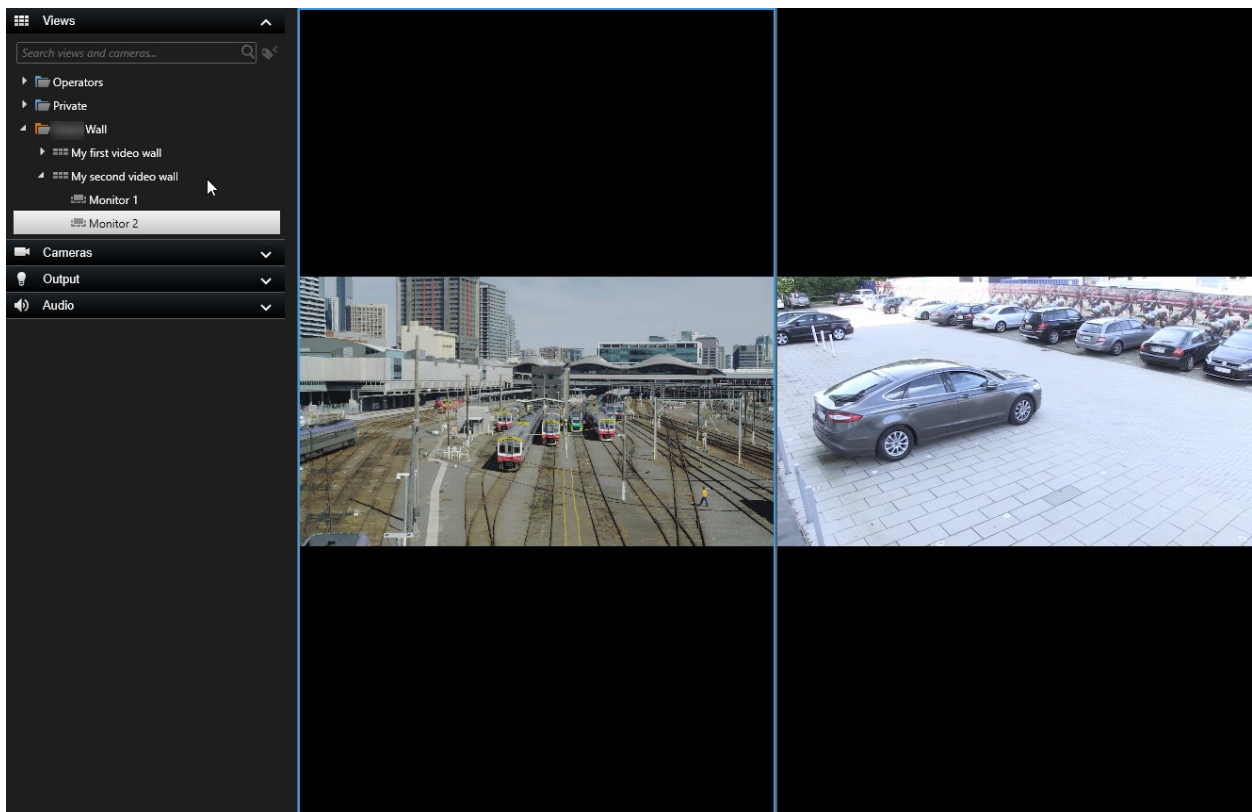 Views
Search views and cameras...
Operators
Private
Wall
My first video wall
My second video wall
Monitor 1
Monitor 2
Cameras
Output
Audio